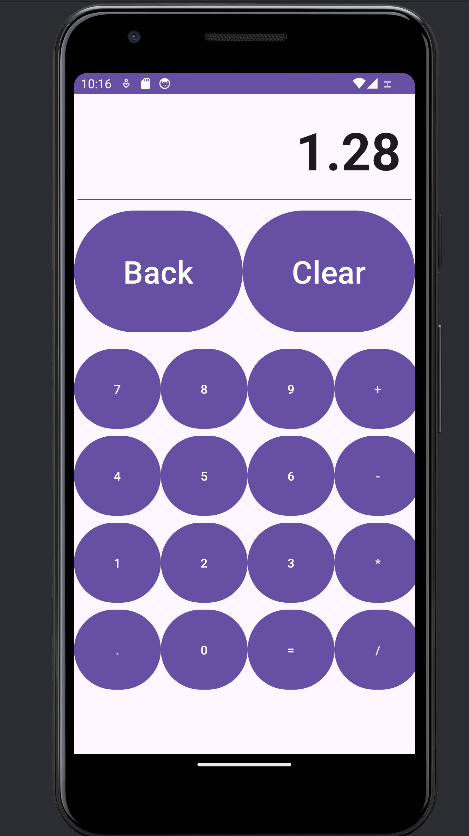 10:16
1.28
Back Clear
7 8 9 +
4 5 6 -
1 2 3 *
. 0 = /